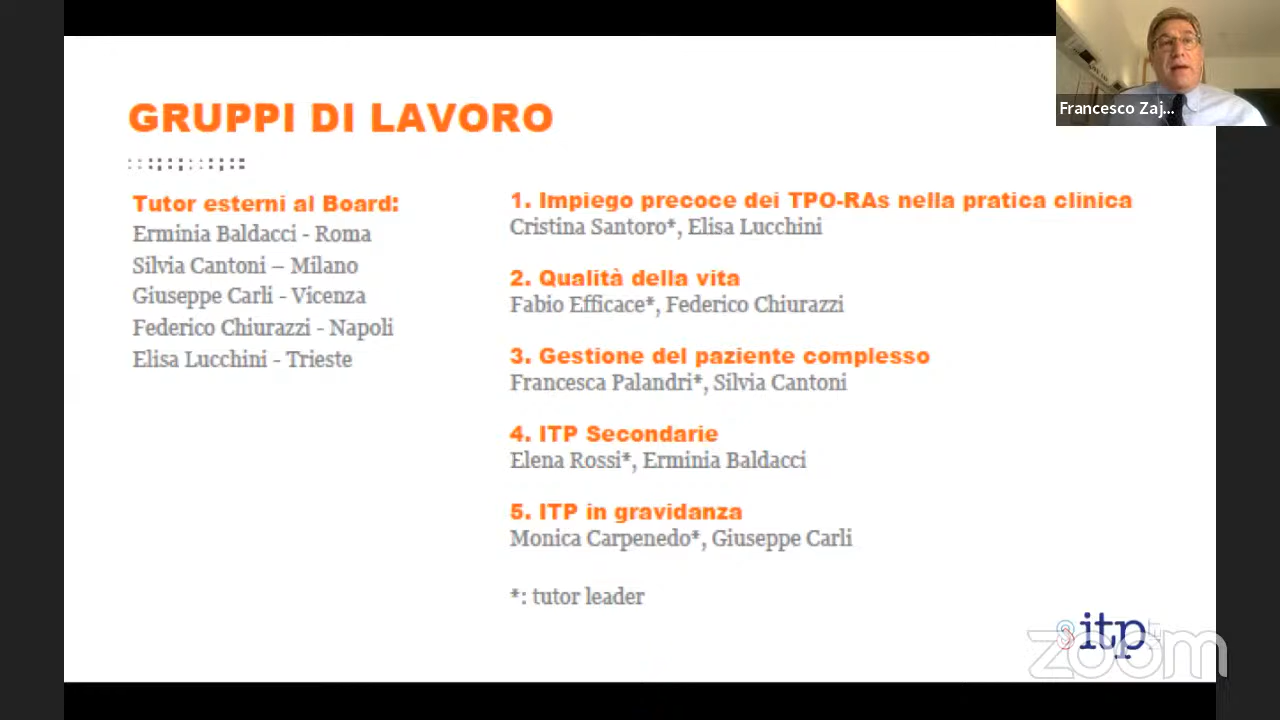 GRUPPI DI LAVORO
Francesco Zaj...
Tutor esterni al Board:
Erminia Baldacci - Roma
Silvia Cantoni – Milano
Giuseppe Carli - Vicenza
Federico Chiurazzi - Napoli
Elisa Lucchini - Trieste
1. Impiego precoce dei TPO-RAs nella pratica clinica
Cristina Santoro*, Elisa Lucchini
2. Qualità della vita
Fabio Efficace*, Federico Chiurazzi
3. Gestione del paziente complesso
Francesca Palandri*, Silvia Cantoni
4. ITP Secondarie
Elena Rossi*, Erminia Baldacci
5. ITP in gravidanza
Monica Carpenedo*, Giuseppe Carli
*: tutor leader
itp
zoom